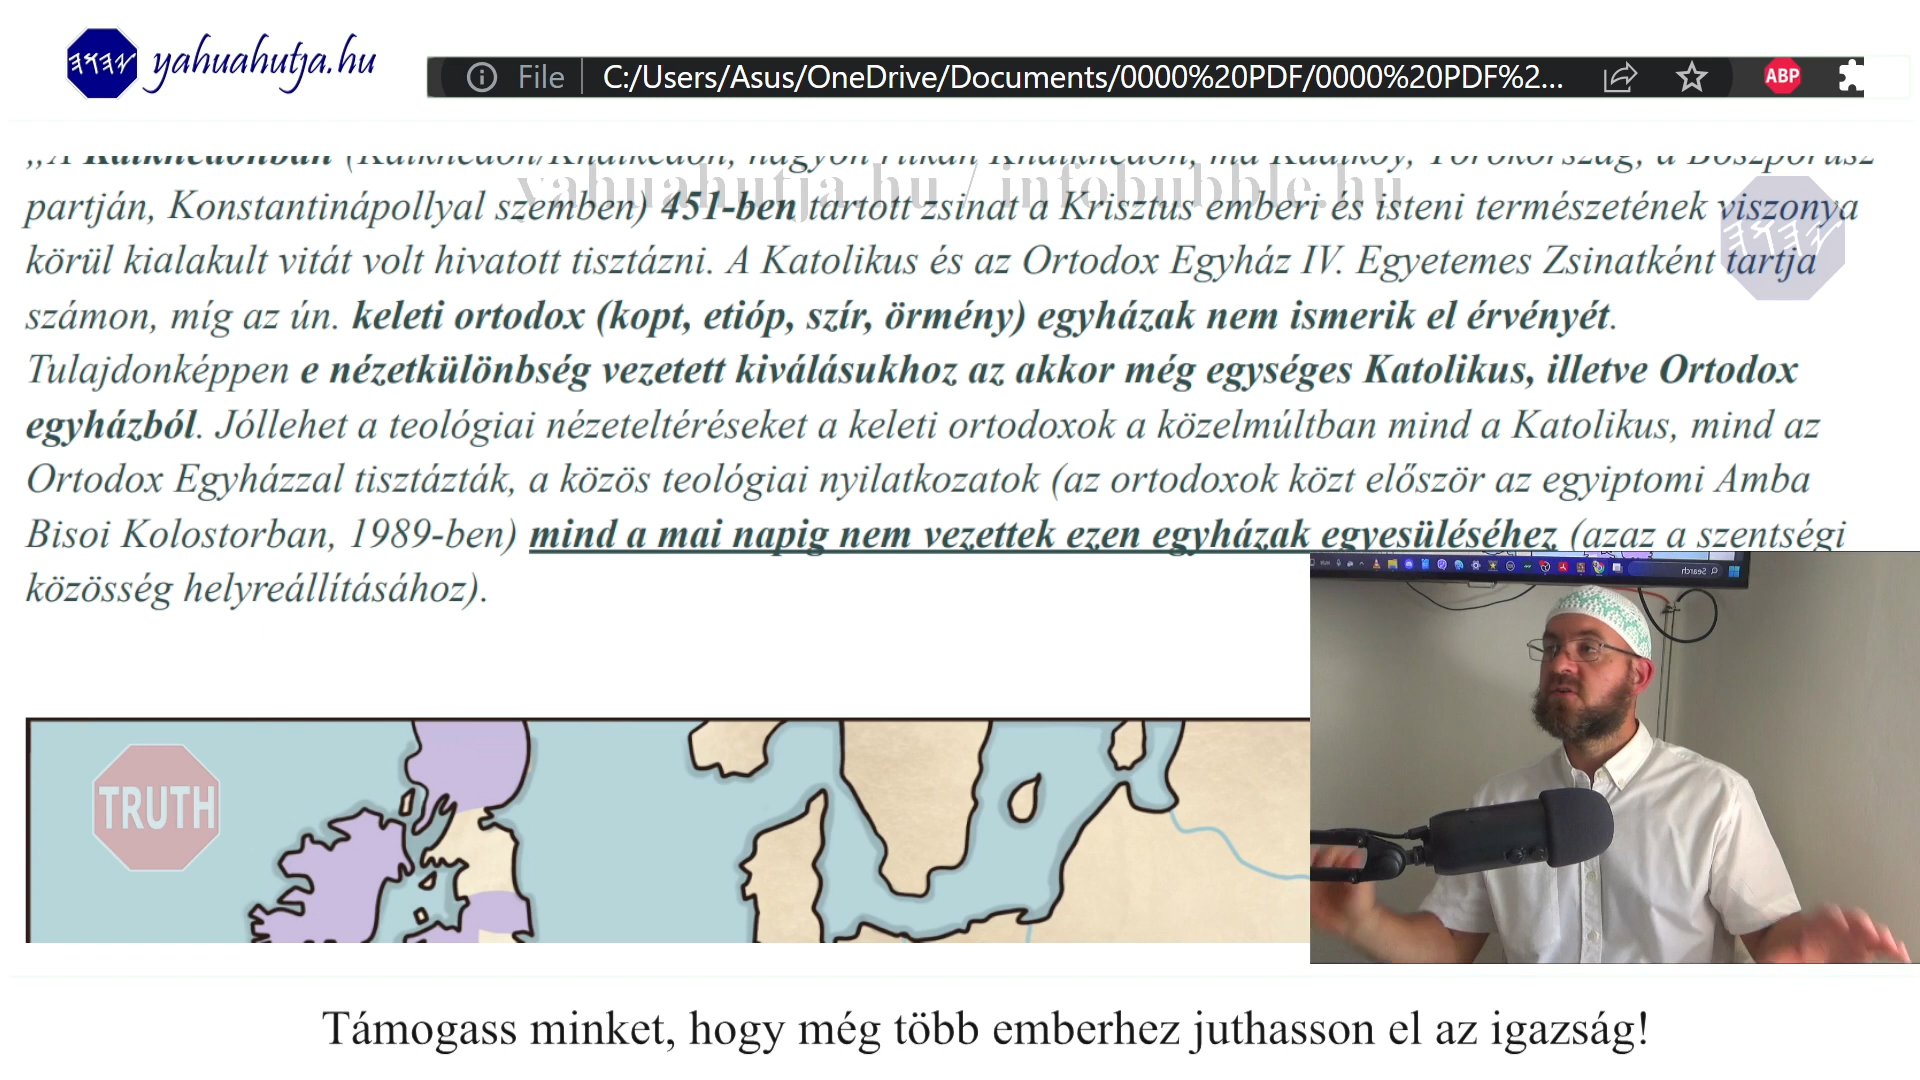 yahuahutja.hu
File C:/Users/Asus/OneDrive/Documents/0000%20PDF/0000%20PDF%2...
ABP
„A Kalkhedónban
yahuahutja.hu / infobubble.hu
partján, Konstantinápollyal szemben) 451-ben tartott zsinat a Krisztus emberi és isteni természetének viszonya
körül kialakult vitát volt hivatott tisztázni. A Katolikus és az Ortodox Egyház IV. Egyetemes Zsinatként tartja
számon, míg az ún. keleti ortodox (kopt, etióp, szír, örmény) egyházak nem ismerik el érvényét.
Tulajdonképpen e nézetkülönbség vezetett kiválásukhoz az akkor még egységes Katolikus, illetve Ortodox
egyházból. Jóllehet a teológiai nézeteltéréseket a keleti ortodoxok a közelmúltban mind a Katolikus, mind az
Ortodox Egyházzal tisztázták, a közös teológiai nyilatkozatok (az ortodoxok közt először az egyiptomi Amba
Bisoi Kolostorban, 1989-ben) mind a mai napig nem vezettek ezen egyházak egyesüléséhez (azaz a szentségi
közösség helyreállításához).
Search
TRUTH
Támogass minket, hogy még több emberhez juthasson el az igazság!